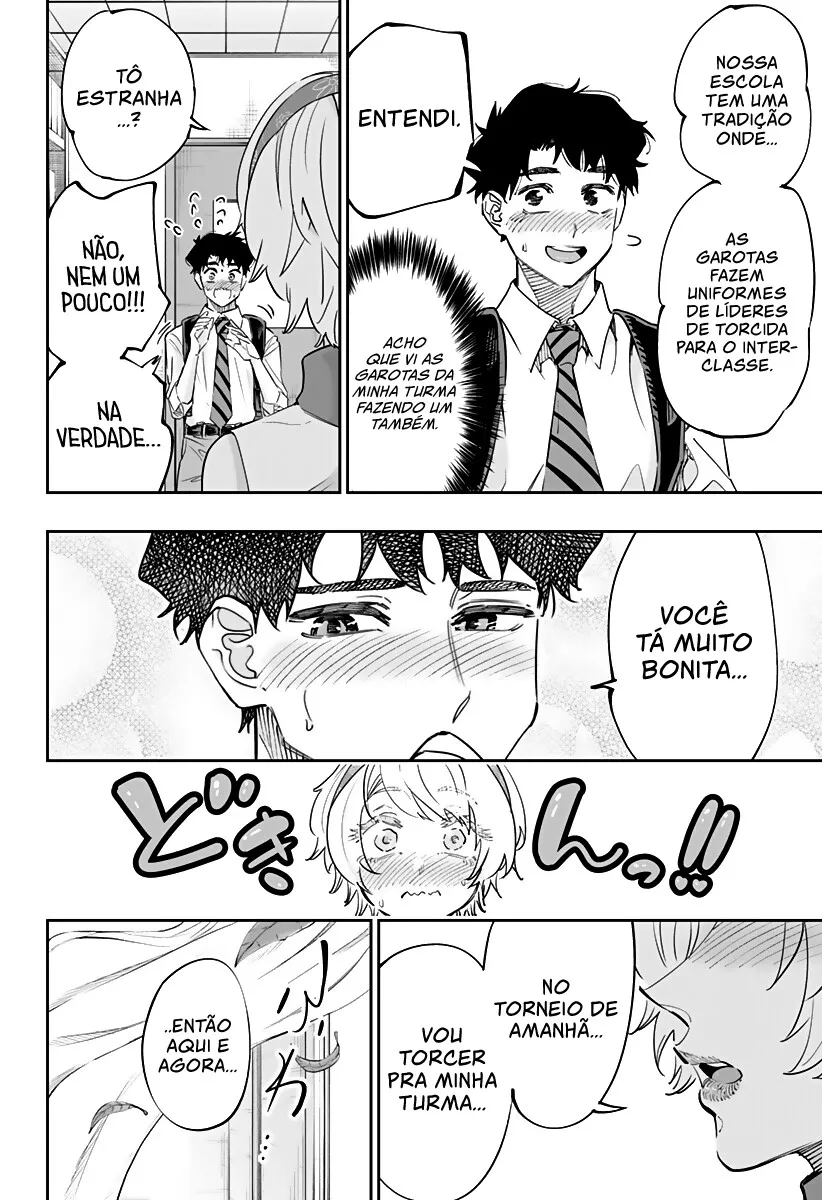 NOSSA
ESCOLA
TEM UMA
TRADIÇÃO
ONDE...
AS
GAROTAS
FAZEM
UNIFORMES
DE LÍDERES
DE TORCIDA
PARA O INTER-
CLASSE.
ENTENDI.
ACHO
QUE VI AS
GAROTAS DA
MINHA TURMA
FAZENDO UM
TAMBÉM.
TÔ
ESTRANHA
...?
NÃO,
NEM UM
POUCO!!!
NA
VERDADE...
VOCÊ
TÁ MUITO
BONITA...
どきんっ!!
NO
TORNEIO DE
AMANHÃ...
VOU
TORCER
PRA MINHA
TURMA...
..ENTÃO
AQUI E
AGORA...